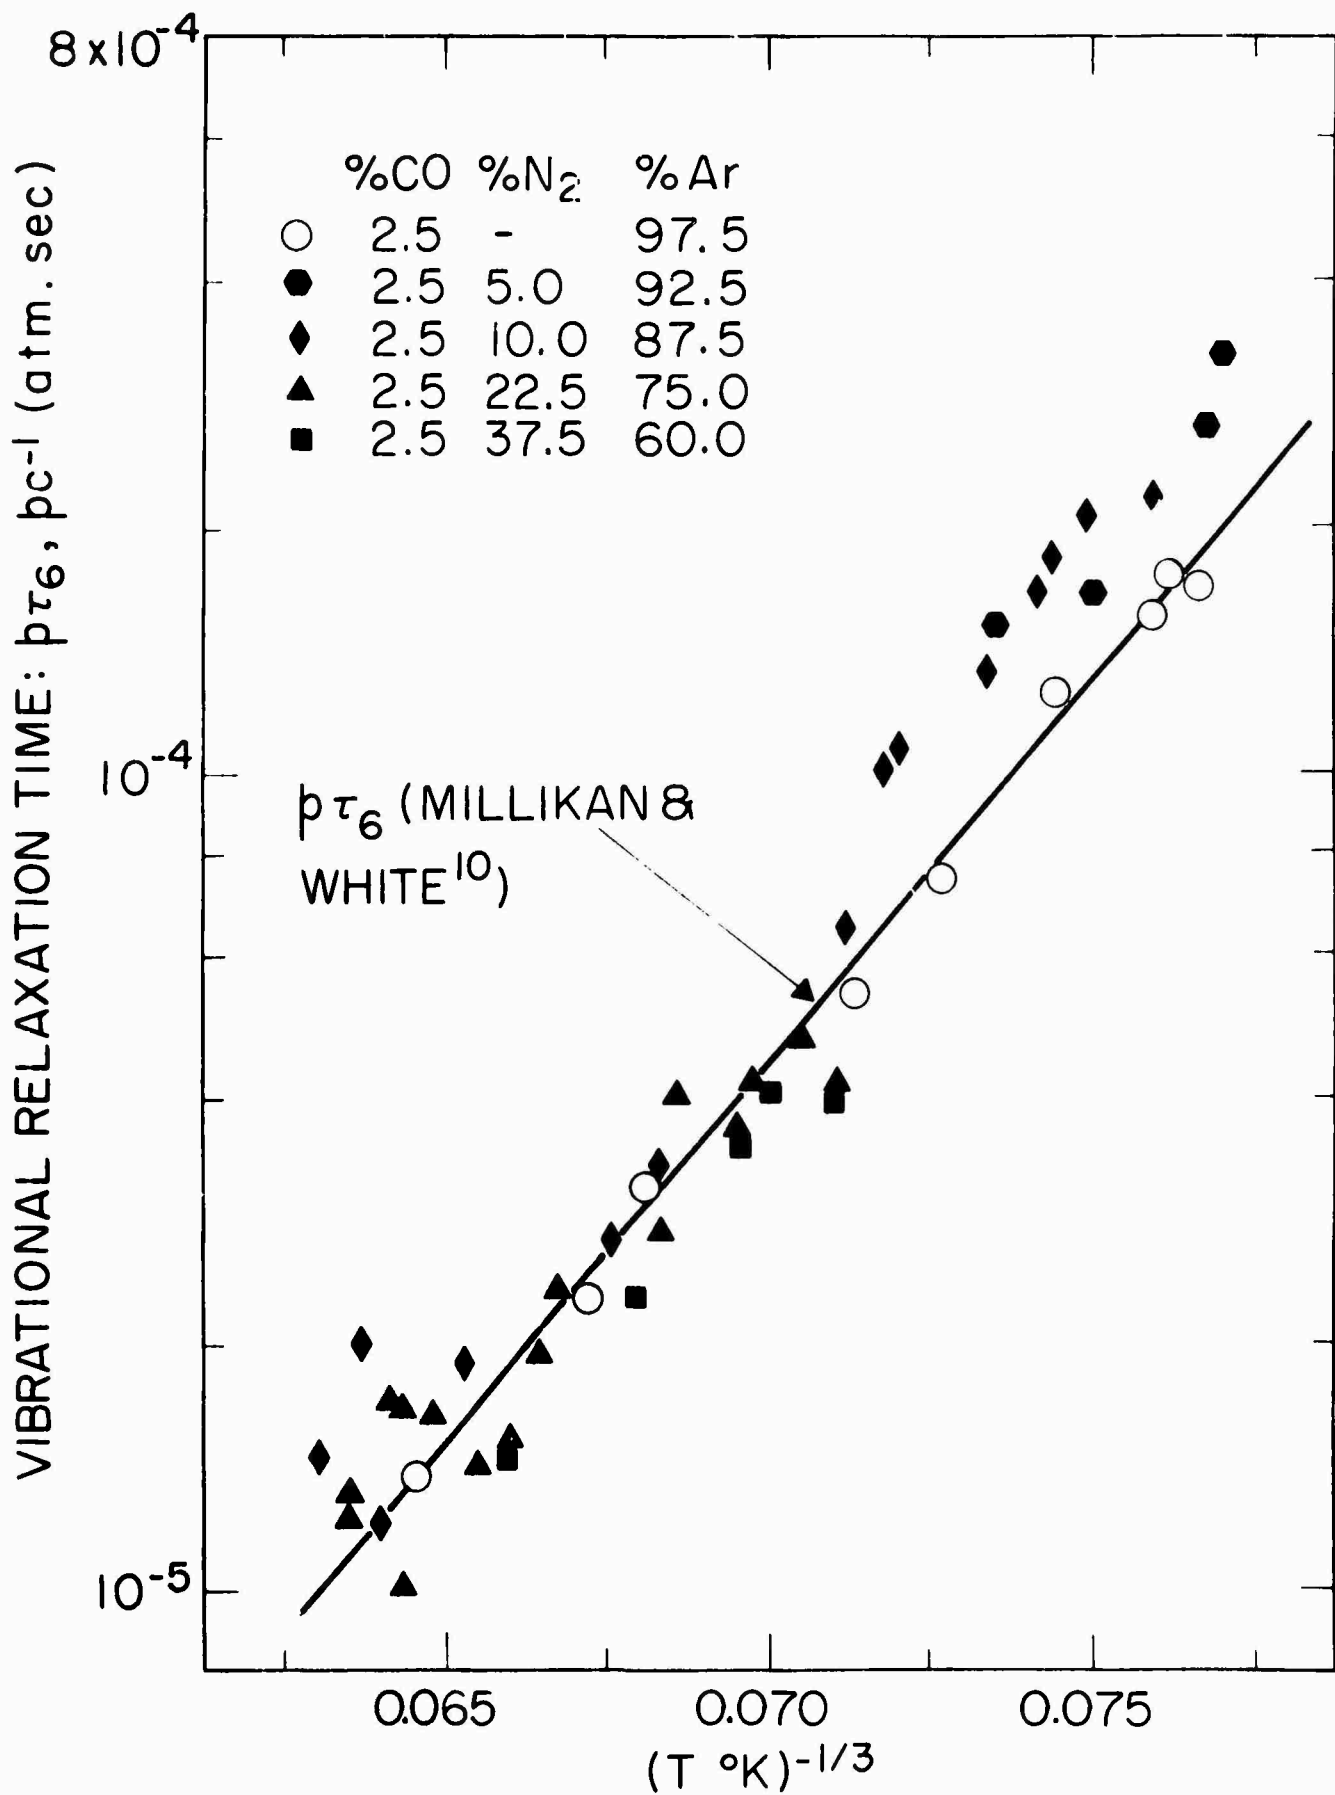 8x10⁻⁴
%CO %N₂ %Ar
2.5 - 97.5
2.5 5.0 92.5
2.5 10.0 87.5
2.5 22.5 75.0
2.5 37.5 60.0
10⁻⁴
pτ₆ (MILLIKAN &
WHITE¹⁰)
10⁻⁵
VIBRATIONAL RELAXATION TIME: pτ₆, pc⁻¹ (atm. sec)
0.065 0.070 0.075
(T °K)⁻¹/³